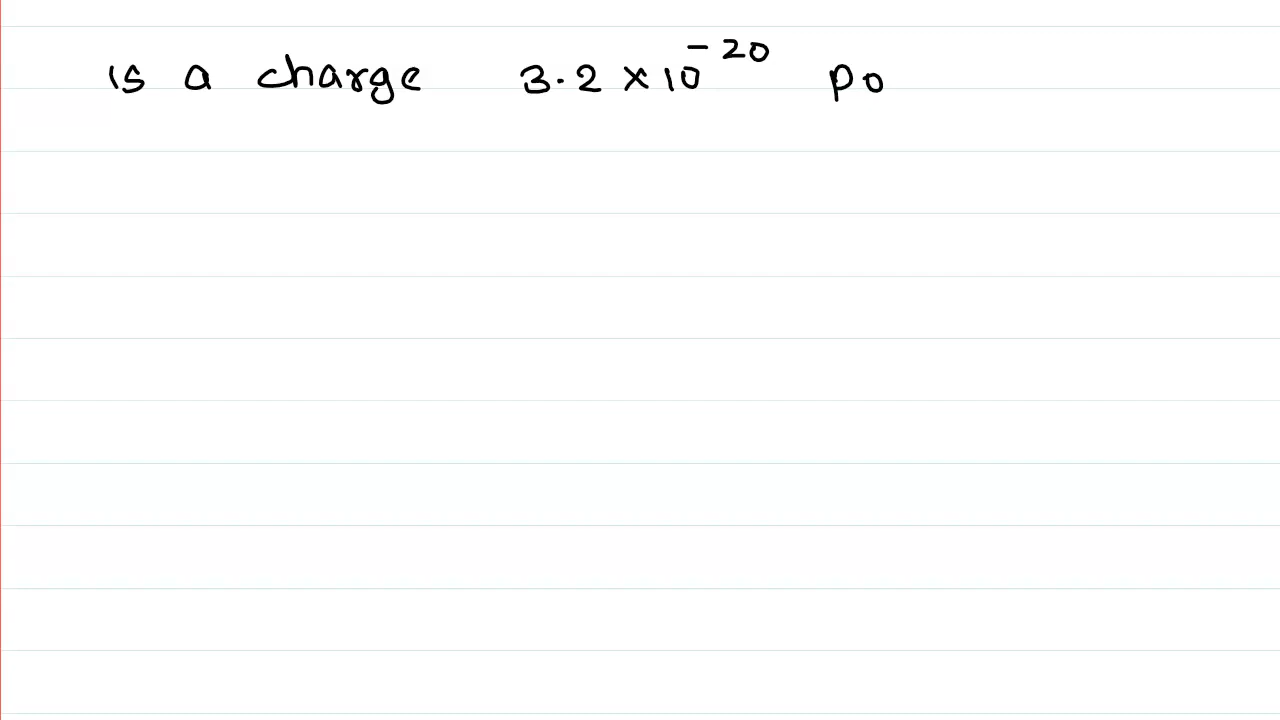 is a charge 3.2 × 10⁻²⁰ po